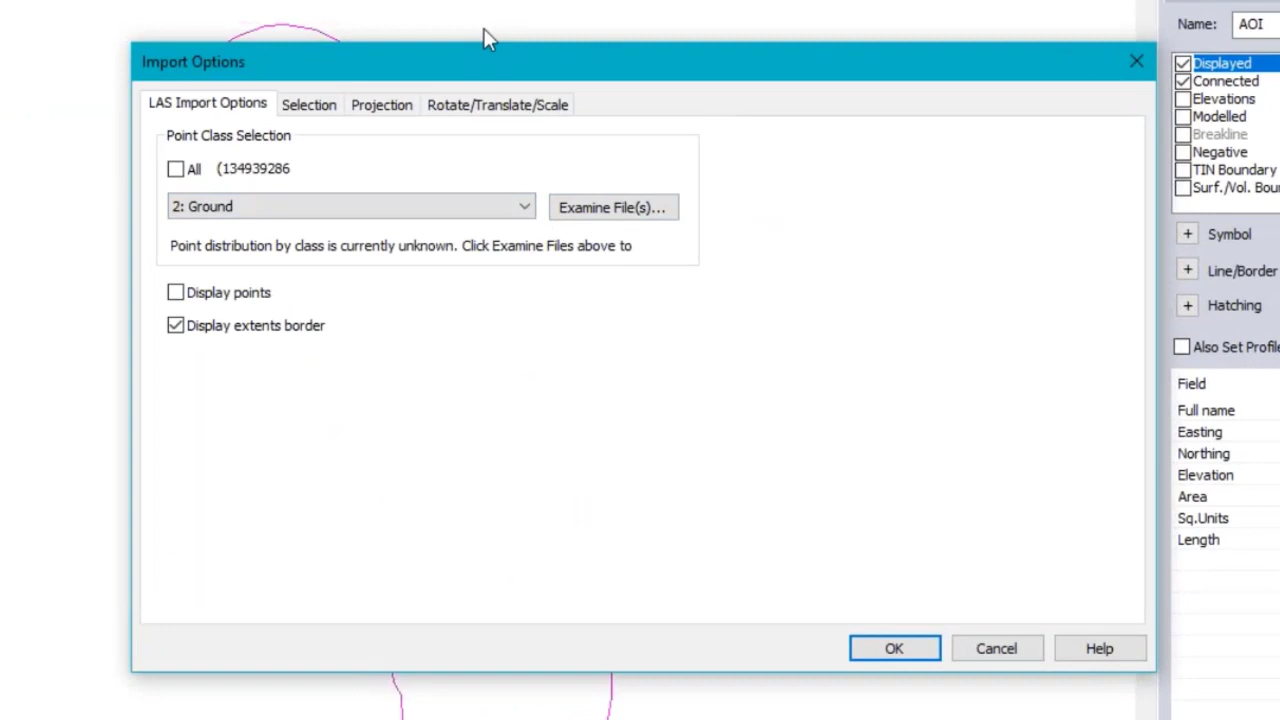 Name: AOI
Import Options
LAS Import Options Selection Projection Rotate/Translate/Scale
Point Class Selection
All (134939286
2: Ground Examine File(s)...
Point distribution by class is currently unknown. Click Examine Files above to
Display points
Display extents border
OK Cancel Help
Displayed
Connected
Elevations
Modelled
Breakline
Negative
TIN Boundary
Surf./Vol. Bou
+ Symbol
+ Line/Border
+ Hatching
Also Set Profile
Field
Full name
Easting
Northing
Elevation
Area
Sq.Units
Length